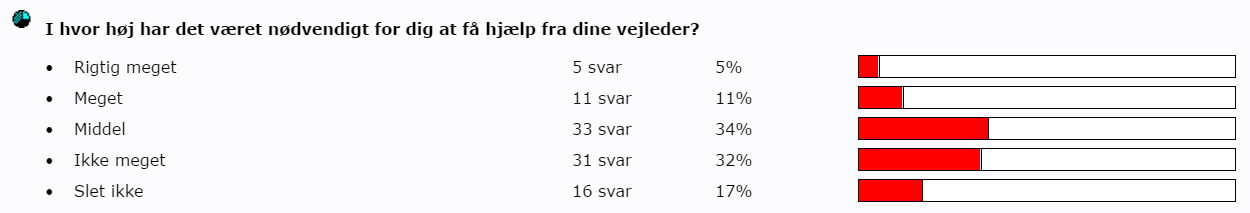 I hvor høj har det været nødvendigt for dig at få hjælp fra dine vejleder?
• Rigtig meget 5 svar 5%
• Meget 11 svar 11%
• Middel 33 svar 34%
• Ikke meget 31 svar 32%
• Slet ikke 16 svar 17%